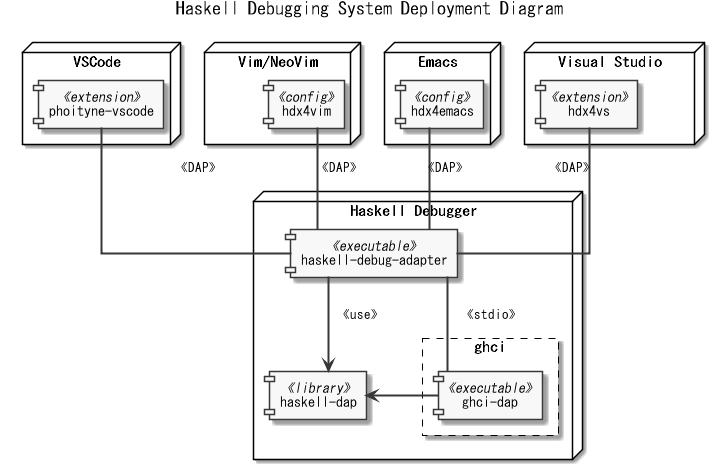 Haskell Debugging System Deployment Diagram
VSCode
Vim/NeoVim
Emacs
Visual Studio
《extension》
phoityne-vscode
《config》
hdx4vim
《config》
hdx4emacs
《extension》
hdx4vs
《DAP》
《DAP》
《DAP》
《DAP》
Haskell Debugger
《executable》
haskell-debug-adapter
《use》
《stdio》
ghci
《library》
haskell-dap
《executable》
ghci-dap